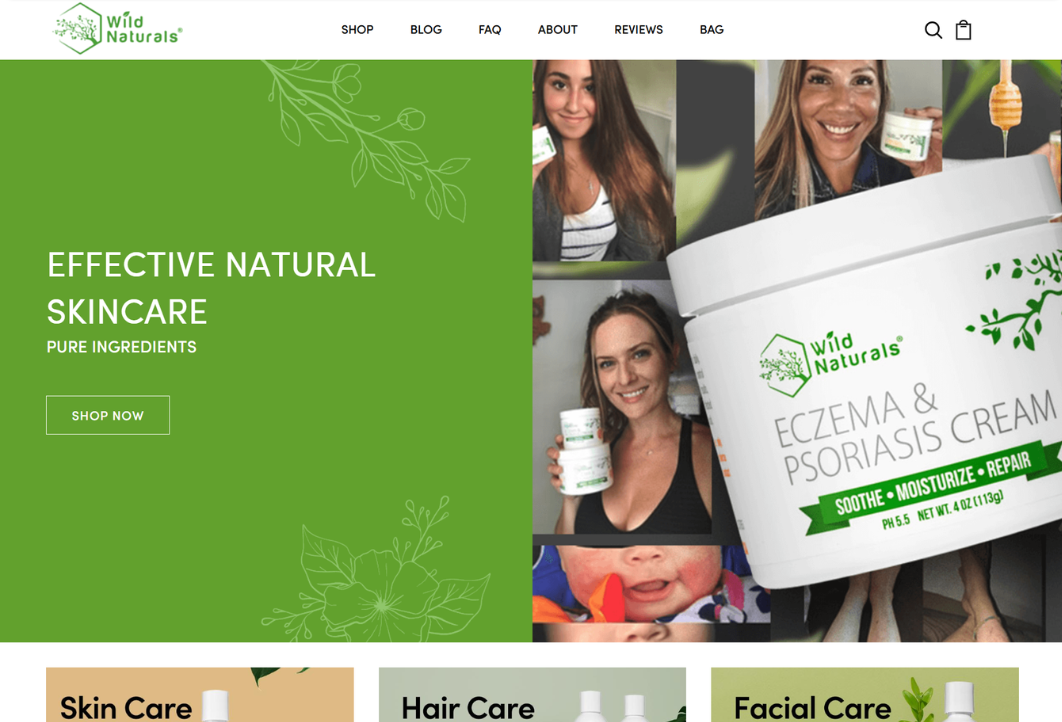 Wild
Naturals®
SHOP
BLOG
FAQ
ABOUT
REVIEWS
BAG
EFFECTIVE NATURAL
SKINCARE
PURE INGREDIENTS
SHOP NOW
Wild
Naturals®
ECZEMA &
PSORIASIS CREAM
SOOTHE • MOISTURIZE • REPAIR
PH 5.5 NET WT. 4 OZ (113g)
Skin Care
Hair Care
Facial Care